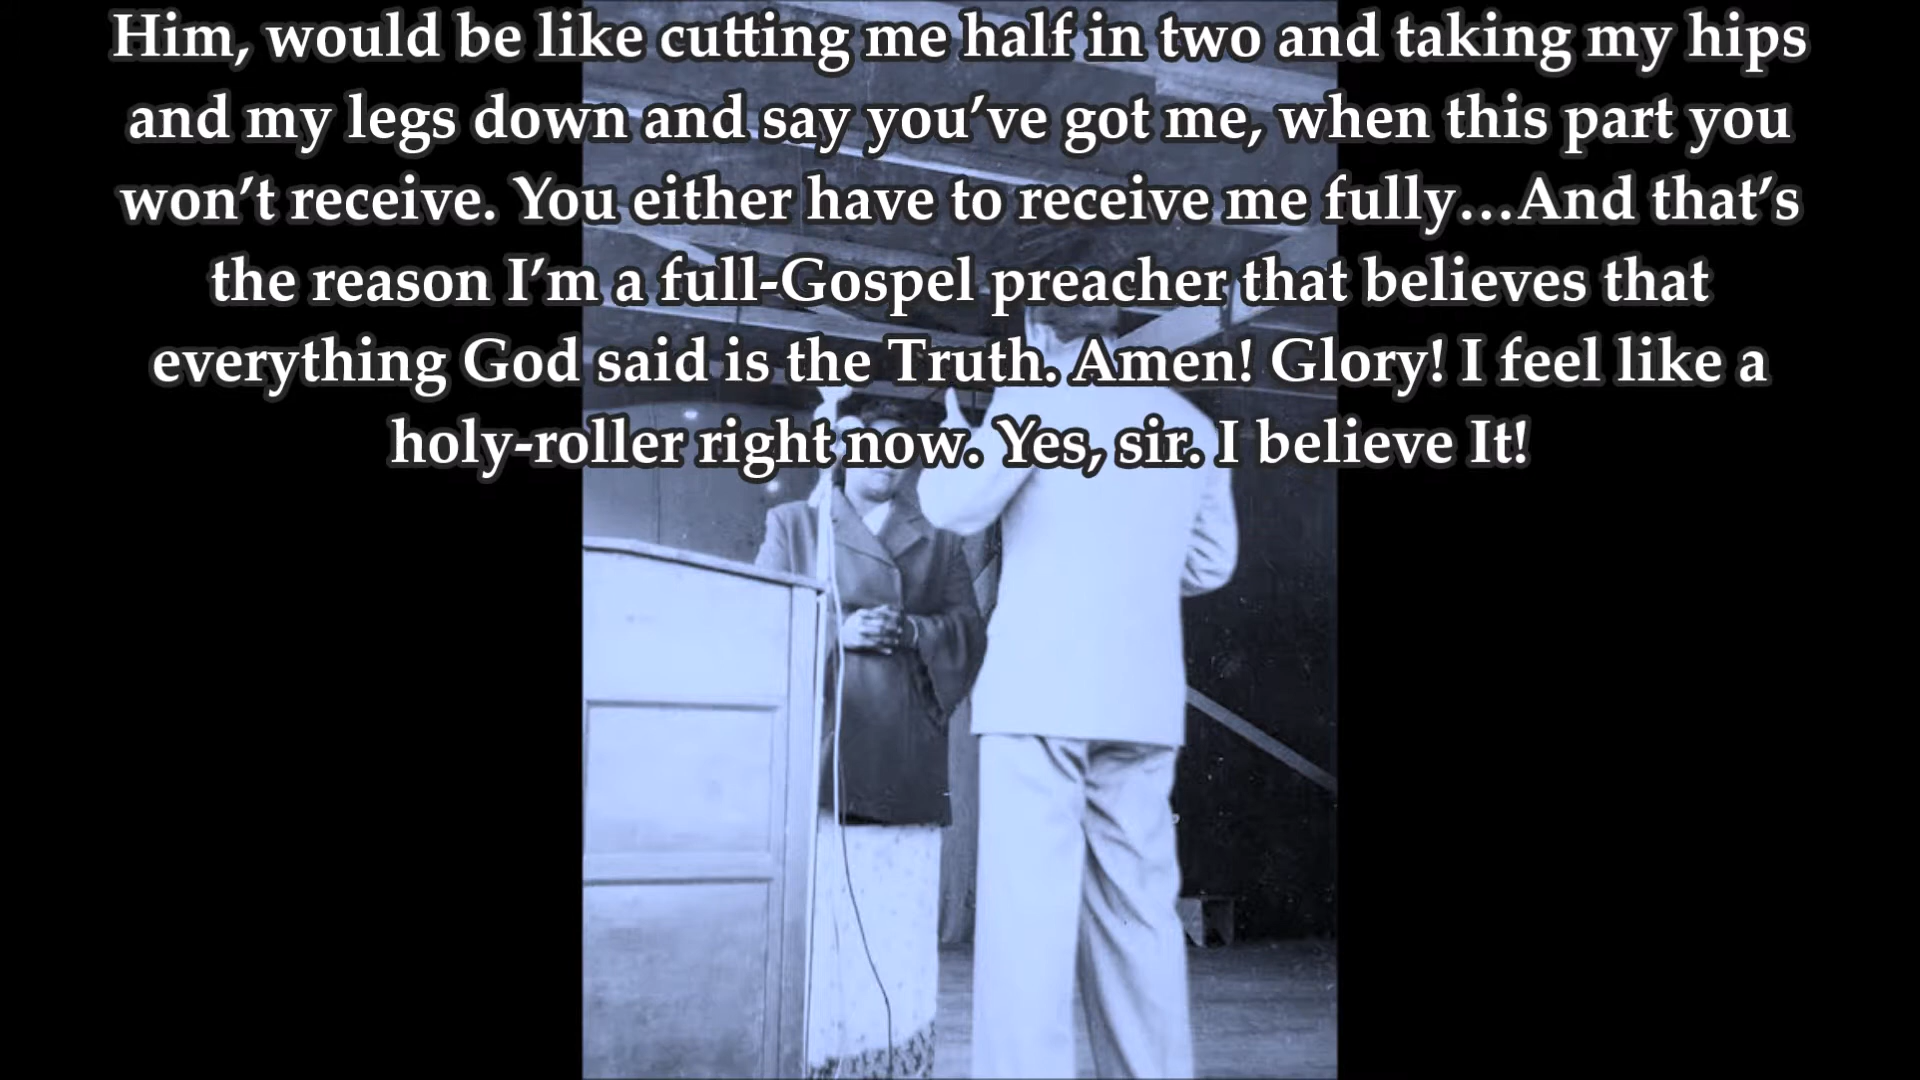 Him, would be like cutting me half in two and taking my hips
and my legs down and say you’ve got me, when this part you
won’t receive. You either have to receive me fully…And that’s
the reason I’m a full-Gospel preacher that believes that
everything God said is the Truth. Amen! Glory! I feel like a
holy-roller right now. Yes, sir. I believe It!